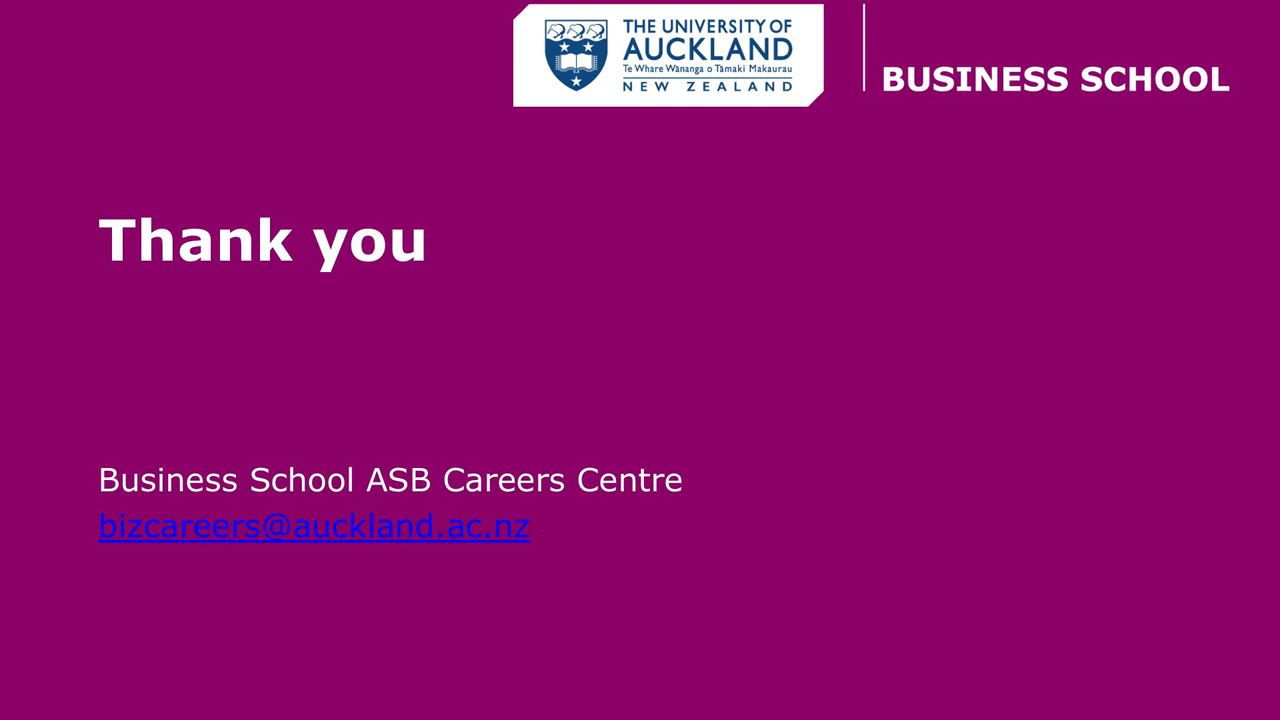 THE UNIVERSITY OF
AUCKLAND
Te Whare Wānanga o Tāmaki Makaurau
NEW ZEALAND
BUSINESS SCHOOL
Thank you
Business School ASB Careers Centre
bizcareers@auckland.ac.nz